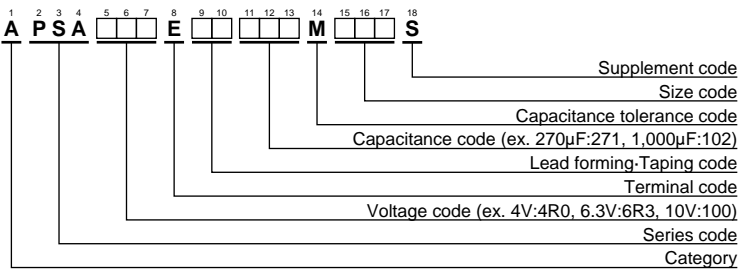 1 2 3 4 5 6 7 8 9 10 11 12 13 14 15 16 17 18
A PSA □□□ E □□ □□□ M □□□ S
Supplement code
Size code
Capacitance tolerance code
Capacitance code (ex. 270µF:271, 1,000µF:102)
Lead forming·Taping code
Terminal code
Voltage code (ex. 4V:4R0, 6.3V:6R3, 10V:100)
Series code
Category